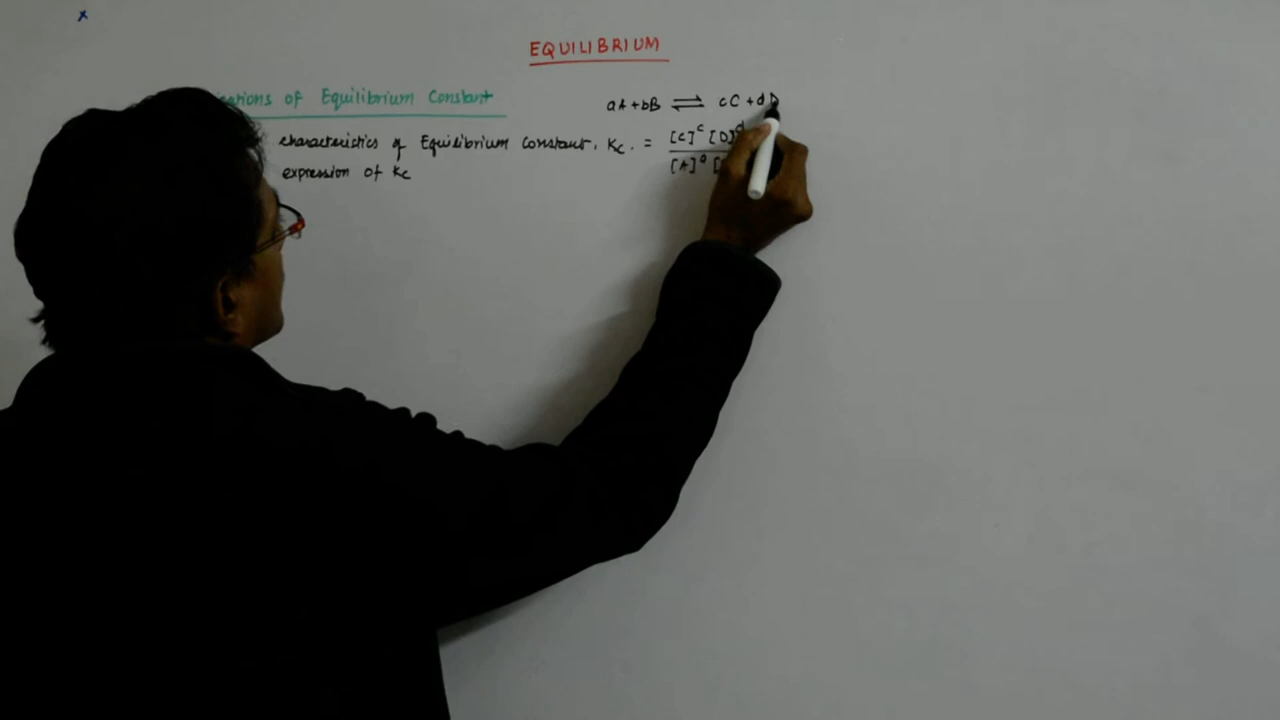 x
EQUILIBRIUM
of Equilibrium Constant
aA + bB ⇌ cC + dD
characteristics of Equilibrium Constant, Kc. = [C]^c [D]^d
expression of Kc [A]^a [